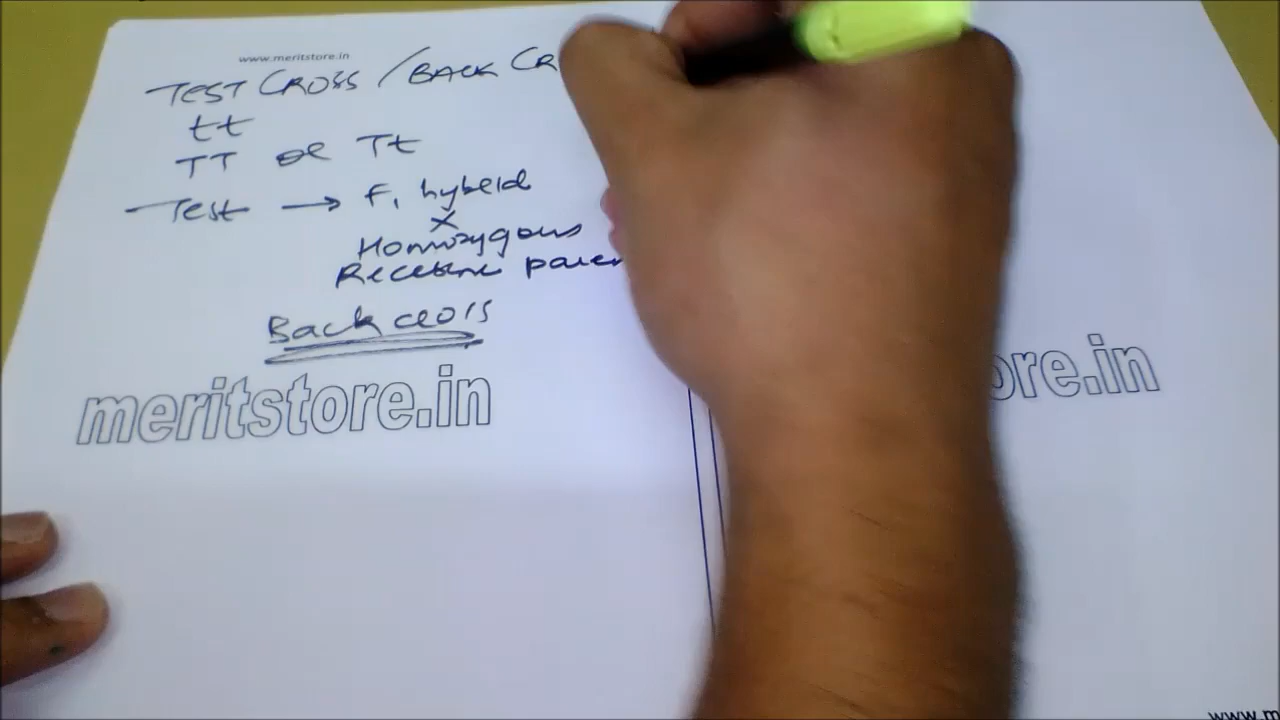 www.meritstore.in
TEST CROSS / BACK CR
tt
TT or Tt
Test → F1 hybrid
X
Homozygous
Recessive paren
Back cross
meritstore.in
ore.in
www.m